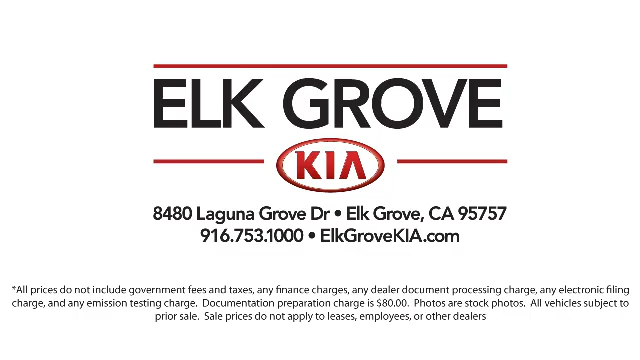 ELK GROVE
KIA
8480 Laguna Grove Dr • Elk Grove, CA 95757
916.753.1000 • ElkGroveKIA.com
*All prices do not include government fees and taxes, any finance charges, any dealer document processing charge, any electronic filing
charge, and any emission testing charge.  Documentation preparation charge is $80.00.  Photos are stock photos.  All vehicles subject to
prior sale.  Sale prices do not apply to leases, employees, or other dealers